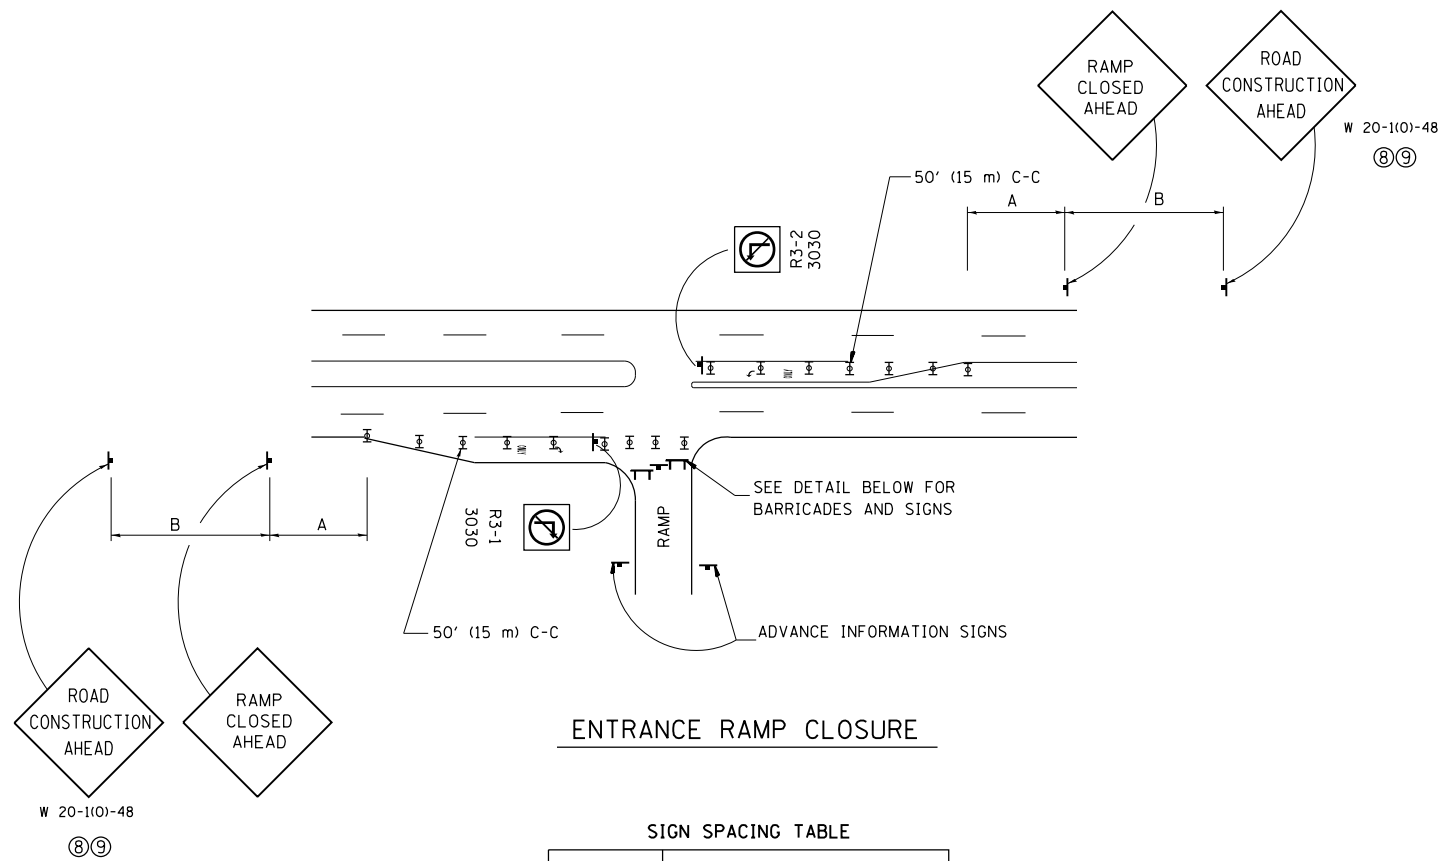 RAMP
CLOSED
AHEAD
ROAD
CONSTRUCTION
AHEAD
W 20-1(O)-48
⑧⑨
50' (15 m) C-C
A
B
R3-2
3030
ONLY
ONLY
SEE DETAIL BELOW FOR
BARRICADES AND SIGNS
R3-1
3030
RAMP
B
A
50' (15 m) C-C
ADVANCE INFORMATION SIGNS
ROAD
CONSTRUCTION
AHEAD
RAMP
CLOSED
AHEAD
W 20-1(O)-48
⑧⑨
ENTRANCE RAMP CLOSURE
SIGN SPACING TABLE